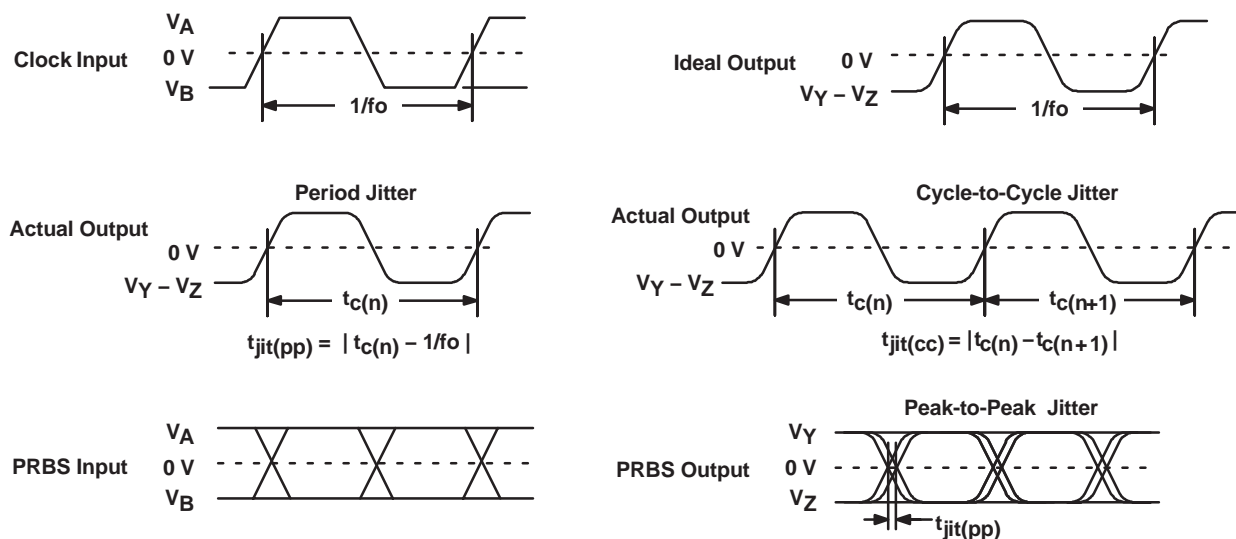 VA
Clock Input
0 V
VB
1/fo
Ideal Output
0 V
VY – VZ
1/fo
Period Jitter
Actual Output
0 V
VY – VZ
tc(n)
tjit(pp) = | tc(n) – 1/fo |
Cycle-to-Cycle Jitter
Actual Output
0 V
VY – VZ
tc(n)
tc(n+1)
tjit(cc) = | tc(n) – tc(n+1) |
VA
PRBS Input
0 V
VB
Peak-to-Peak Jitter
VY
PRBS Output
0 V
VZ
tjit(pp)